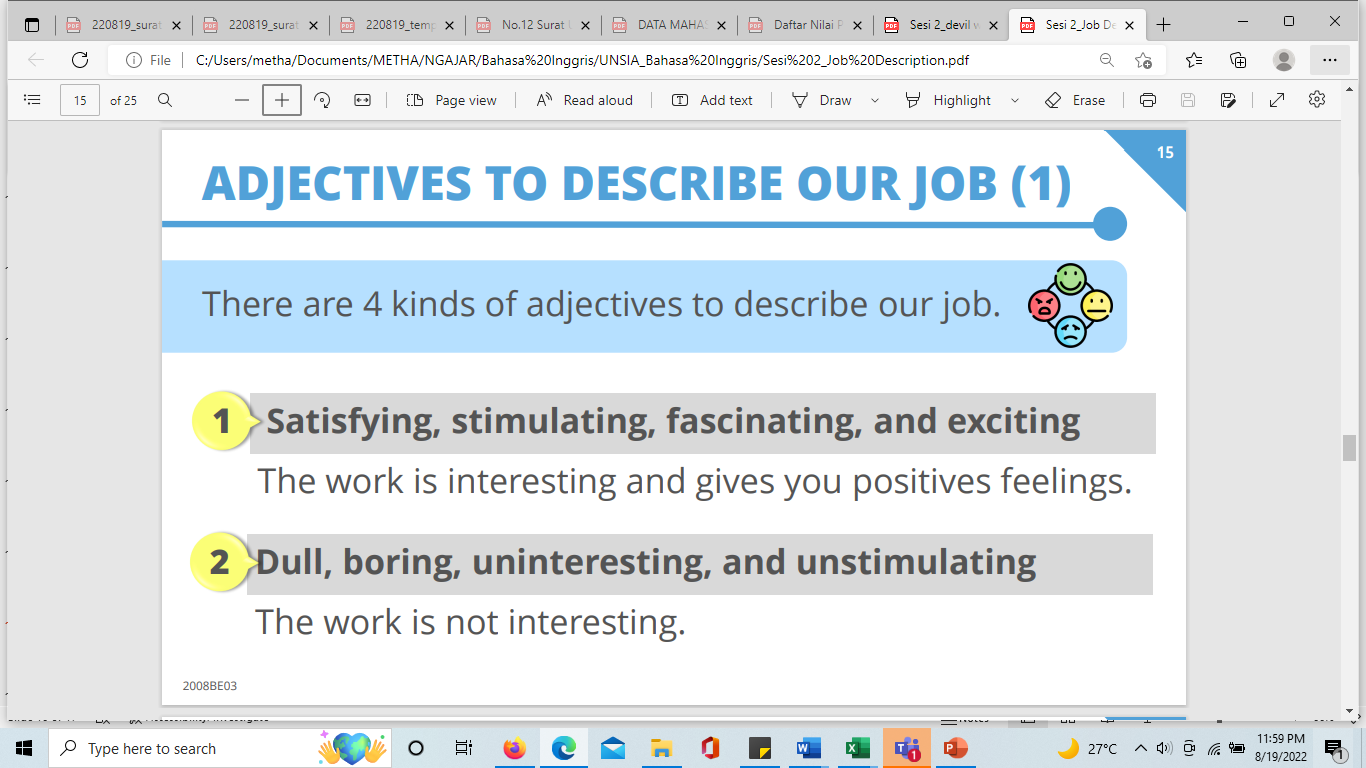 220819_surat
220819_surat
220819_temp
No.12 Surat
DATA MAHAS
Daftar Nilai P
Sesi 2_devil w
Sesi 2_Job De
File
C:/Users/metha/Documents/METHA/NGAJAR/Bahasa%20Inggris/UNSIA_Bahasa%20Inggris/Sesi%202_Job%20Description.pdf
15 of 25
Page view
Read aloud
Add text
Draw
Highlight
Erase
15
ADJECTIVES TO DESCRIBE OUR JOB (1)
There are 4 kinds of adjectives to describe our job.
1 Satisfying, stimulating, fascinating, and exciting
The work is interesting and gives you positives feelings.
2 Dull, boring, uninteresting, and unstimulating
The work is not interesting.
2008BE03
Type here to search
1
27°C
11:59 PM
8/19/2022
1